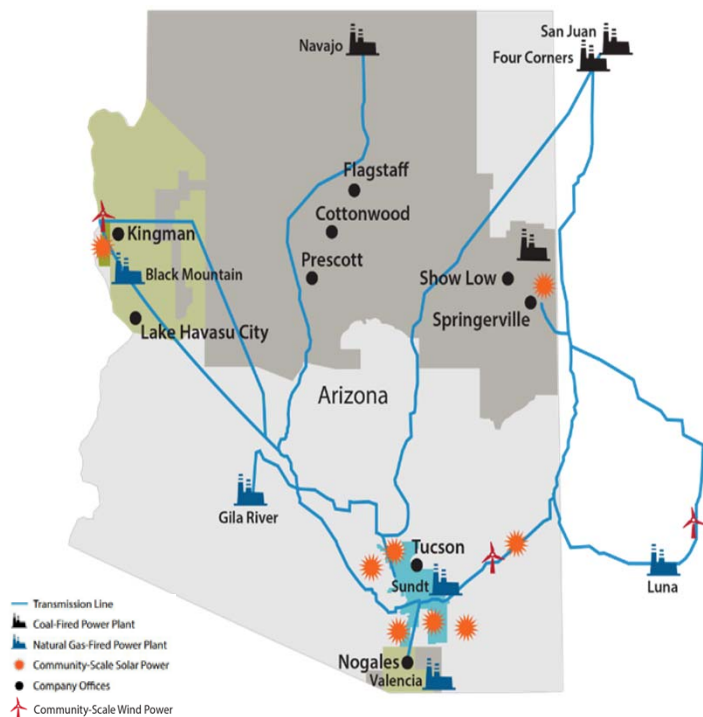 San Juan
Navajo
Four Corners
Flagstaff
Cottonwood
Kingman
Prescott
Black Mountain
Show Low
Springerville
Lake Havasu City
Arizona
Gila River
Tucson
Sundt
Luna
Transmission Line
Coal-Fired Power Plant
Natural Gas-Fired Power Plant
Community-Scale Solar Power
Company Offices
Community-Scale Wind Power
Nogales
Valencia